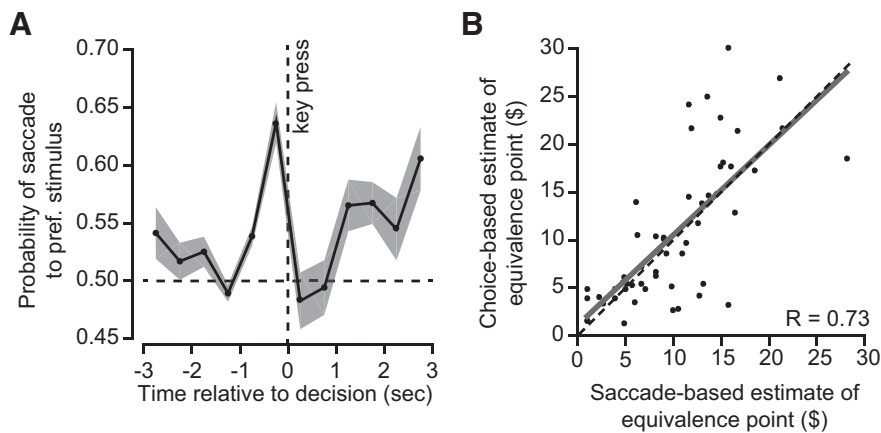 A
Probability of saccade
to pref. stimulus
0.70
0.65
0.60
0.55
0.50
0.45
key press
-3 -2 -1 0 1 2 3
Time relative to decision (sec)
B
Choice-based estimate of
equivalence point ($)
30
25
20
15
10
5
0
R = 0.73
0 5 10 15 20 25 30
Saccade-based estimate of
equivalence point ($)